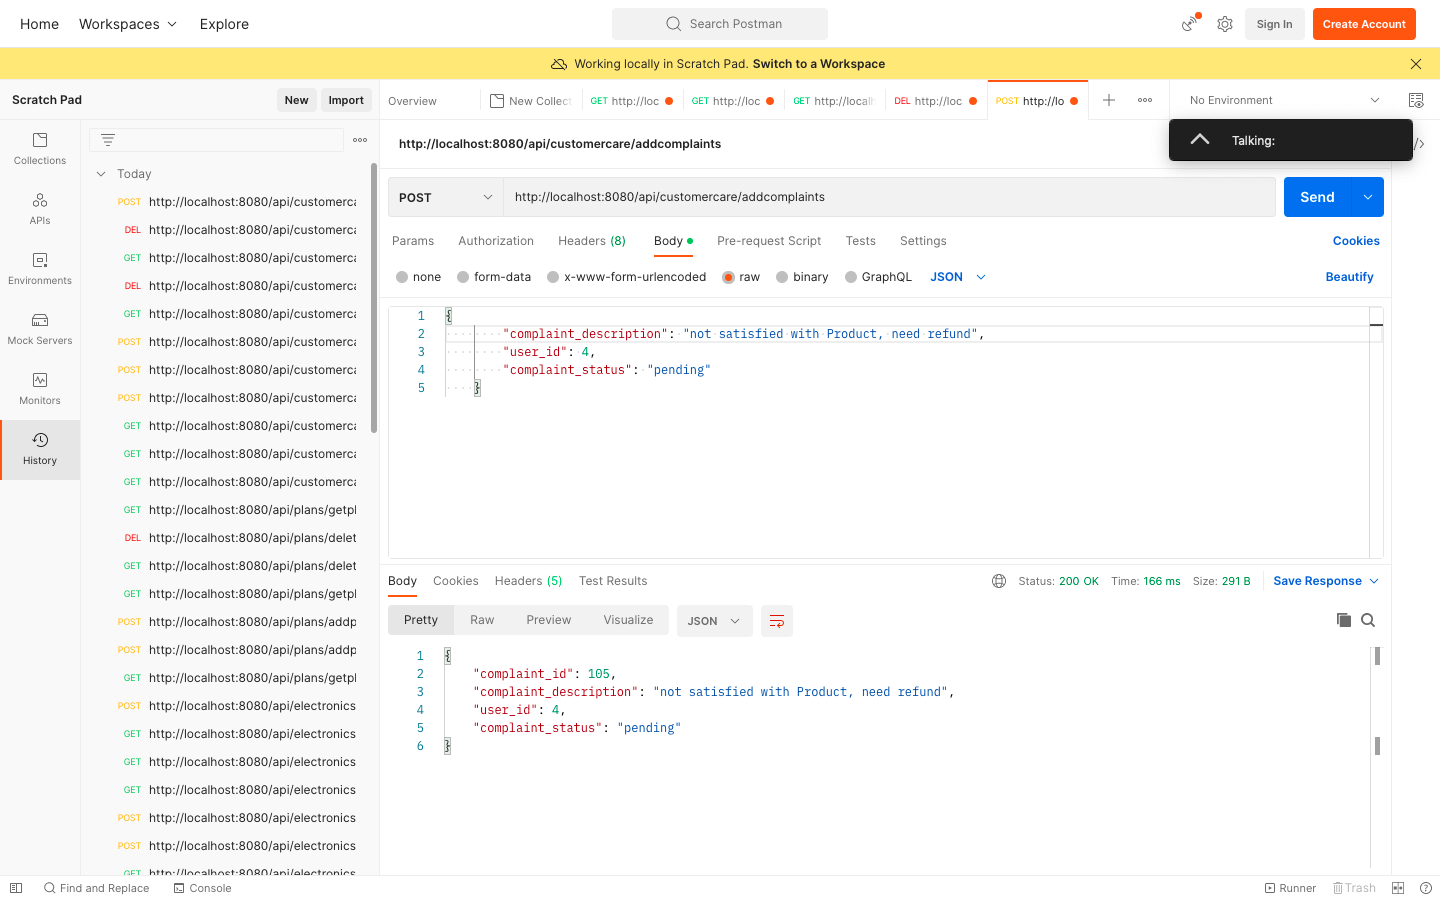 Home Workspaces Explore Search Postman Sign In Create Account
Working locally in Scratch Pad. Switch to a Workspace
Scratch Pad New Import
Overview New Collect GET http://loc GET http://loc GET http://localh DEL http://loc POST http://lo No Environment
Talking:
http://localhost:8080/api/customercare/addcomplaints
POST http://localhost:8080/api/customercare/addcomplaints Send
Params Authorization Headers (8) Body Pre-request Script Tests Settings Cookies
none form-data x-www-form-urlencoded raw binary GraphQL JSON Beautify
1 {
2 "complaint_description": "not satisfied with Product, need refund",
3 "user_id": 4,
4 "complaint_status": "pending"
5 }
Collections
APIs
Environments
Mock Servers
Monitors
History
Today
POST http://localhost:8080/api/customerca
DEL http://localhost:8080/api/customerca
GET http://localhost:8080/api/customerca
DEL http://localhost:8080/api/customerca
GET http://localhost:8080/api/customerca
POST http://localhost:8080/api/customerca
POST http://localhost:8080/api/customerca
POST http://localhost:8080/api/customerca
GET http://localhost:8080/api/customerca
GET http://localhost:8080/api/customerca
GET http://localhost:8080/api/customerca
GET http://localhost:8080/api/plans/getpl
DEL http://localhost:8080/api/plans/delet
GET http://localhost:8080/api/plans/delet
GET http://localhost:8080/api/plans/getpl
POST http://localhost:8080/api/plans/addp
POST http://localhost:8080/api/plans/addp
GET http://localhost:8080/api/plans/getpl
POST http://localhost:8080/api/electronics
GET http://localhost:8080/api/electronics
GET http://localhost:8080/api/electronics
GET http://localhost:8080/api/electronics
POST http://localhost:8080/api/electronics
POST http://localhost:8080/api/electronics
GET http://localhost:8080/api/electronics
Body Cookies Headers (5) Test Results Status: 200 OK Time: 166 ms Size: 291 B Save Response
Pretty Raw Preview Visualize JSON
1 {
2 "complaint_id": 105,
3 "complaint_description": "not satisfied with Product, need refund",
4 "user_id": 4,
5 "complaint_status": "pending"
6 }
Find and Replace Console Runner Trash